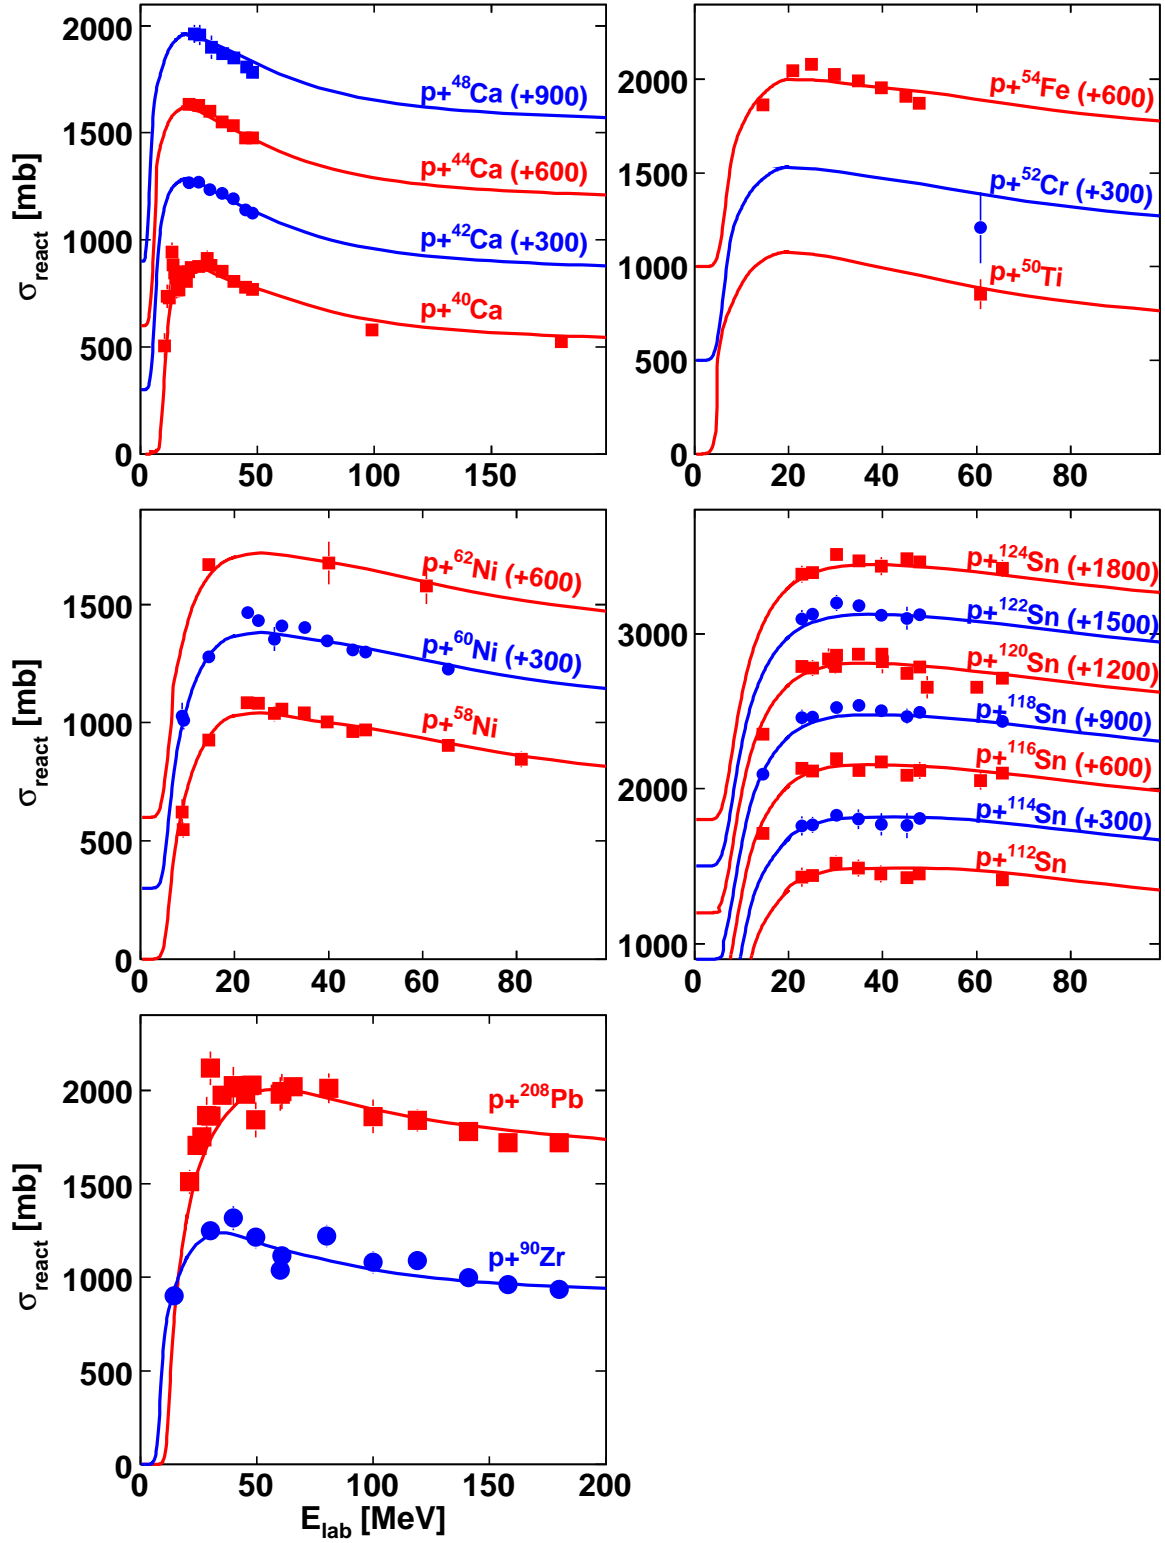 σreact [mb]
2000
1500
1000
500
0
p+48Ca (+900)
p+44Ca (+600)
p+42Ca (+300)
p+40Ca
0 50 100 150
2000
1500
1000
500
0
p+54Fe (+600)
p+52Cr (+300)
p+50Ti
0 20 40 60 80
σreact [mb]
1500
1000
500
0
p+62Ni (+600)
p+60Ni (+300)
p+58Ni
0 20 40 60 80
3000
2000
1000
p+124Sn (+1800)
p+122Sn (+1500)
p+120Sn (+1200)
p+118Sn (+900)
p+116Sn (+600)
p+114Sn (+300)
p+112Sn
0 20 40 60 80
σreact [mb]
2000
1500
1000
500
0
p+208Pb
p+90Zr
0 50 100 150 200
Elab [MeV]